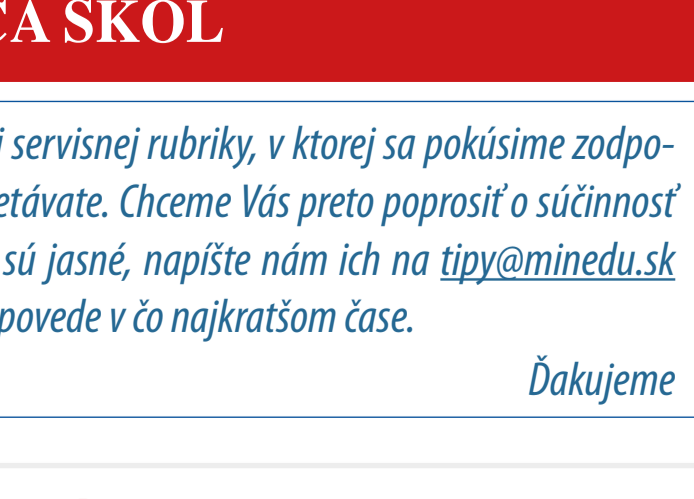 CA ŠKÔL
i servisnej rubriky, v ktorej sa pokúsime zodpo-
etávate. Chceme Vás preto poprosiť o súčinnosť
sú jasné, napíšte nám ich na tipy@minedu.sk
povede v čo najkratšom čase.
Ďakujeme